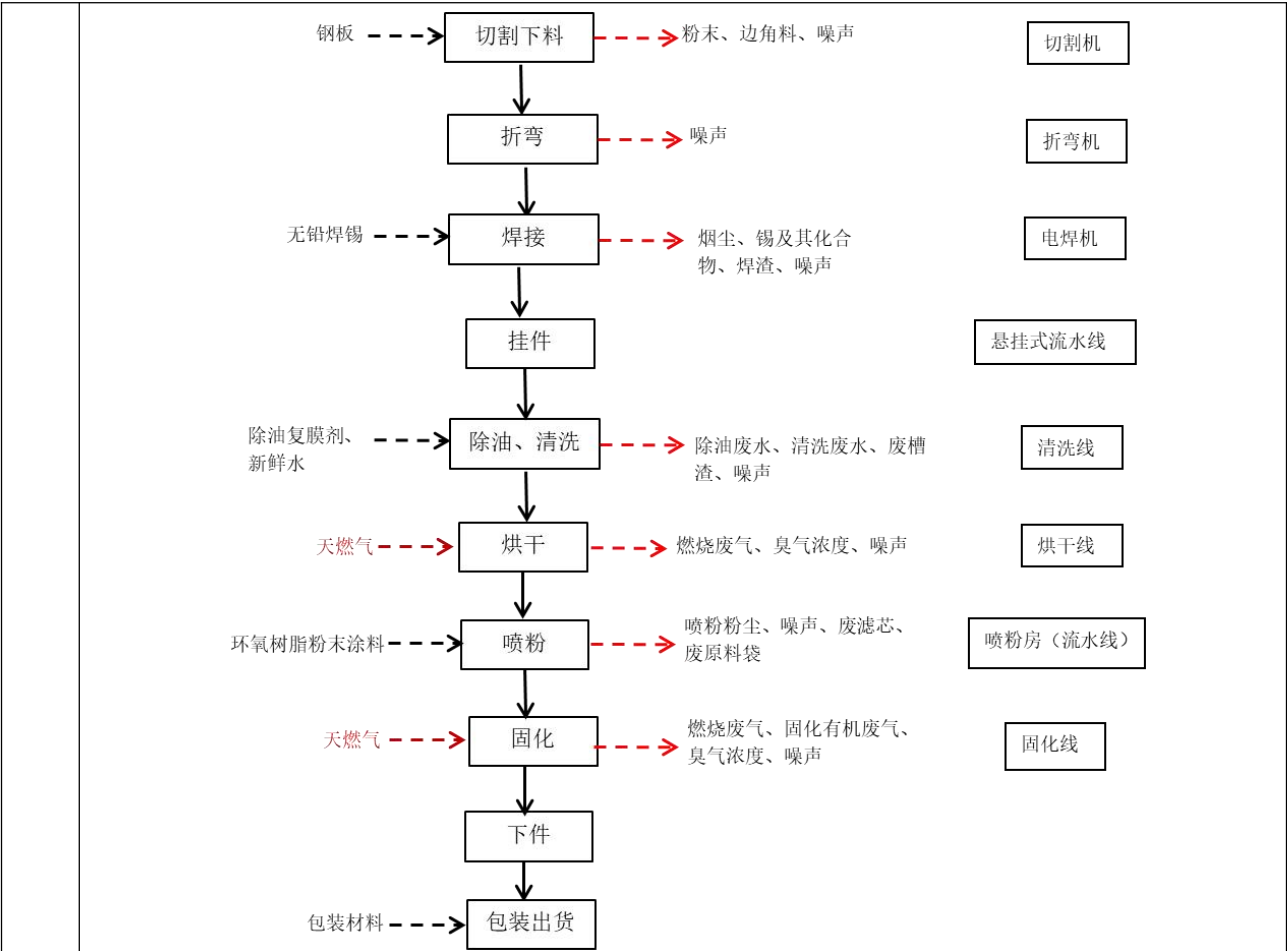 钢板
切割下料
粉末、边角料、噪声
切割机
折弯
噪声
折弯机
无铅焊锡
焊接
烟尘、锡及其化合
物、焊渣、噪声
电焊机
挂件
悬挂式流水线
除油复膜剂、
新鲜水
除油、清洗
除油废水、清洗废水、废槽
渣、噪声
清洗线
天燃气
烘干
燃烧废气、臭气浓度、噪声
烘干线
环氧树脂粉末涂料
喷粉
喷粉粉尘、噪声、废滤芯、
废原料袋
喷粉房（流水线）
天燃气
固化
燃烧废气、固化有机废气、
臭气浓度、噪声
固化线
下件
包装材料
包装出货